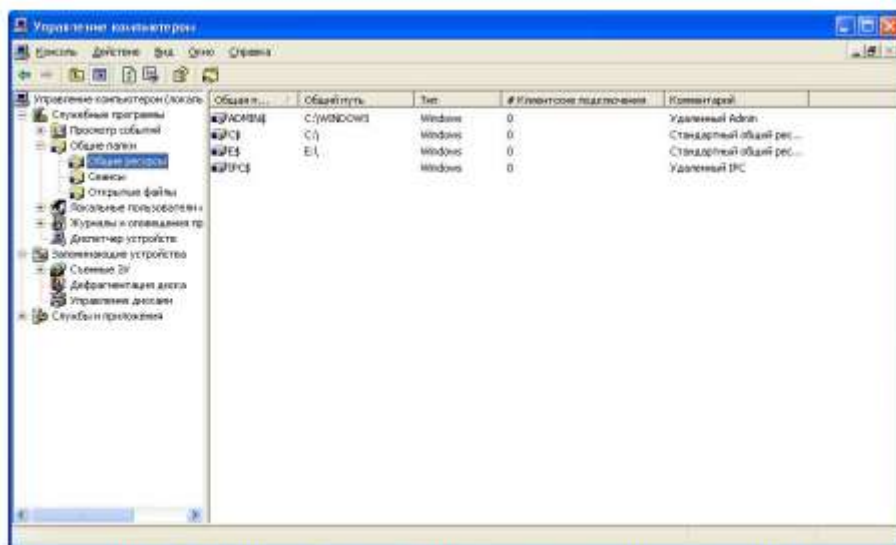 Управление компьютером
Консоль Действие Вид Окно Справка
Управление компьютером (локаль
Служебные программы
Просмотр событий
Общие папки
Общие ресурсы
Сеансы
Открытые файлы
Локальные пользователи и
Журналы и оповещения пр
Диспетчер устройств
Запоминающие устройства
Съемные ЗУ
Дефрагментация диска
Управление дисками
Службы и приложения
Общая п... Общий путь Тип # Клиентские подключения Комментарий
ADMIN$ C:\WINDOWS Windows 0 Удаленный Admin
C$ C:\ Windows 0 Стандартный общий рес...
E$ E:\ Windows 0 Стандартный общий рес...
IPC$ Windows 0 Удаленный IPC